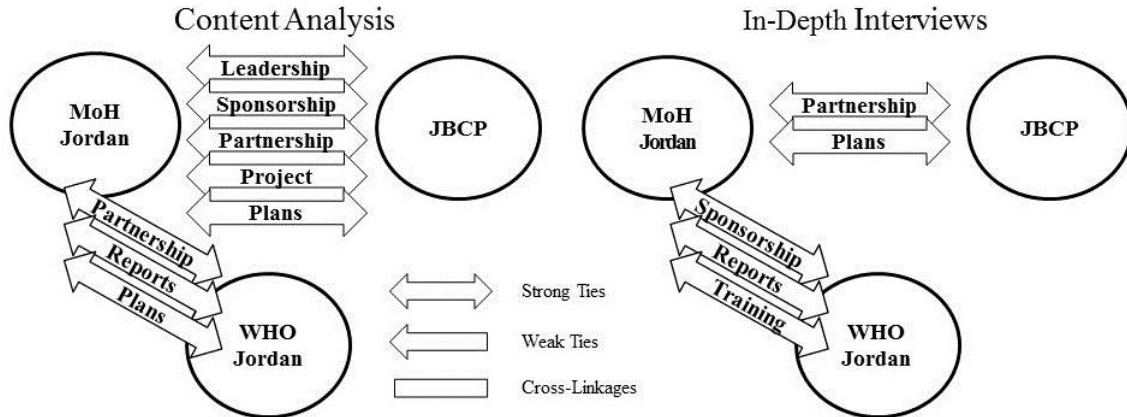 Content Analysis
MoH
Jordan
Leadership
Sponsorship
Partnership
Project
Plans
JBCP
Partnership
Reports
Plans
WHO
Jordan
In-Depth Interviews
MoH
Jordan
Partnership
Plans
JBCP
Sponsorship
Reports
Training
WHO
Jordan
Strong Ties
Weak Ties
Cross-Linkages